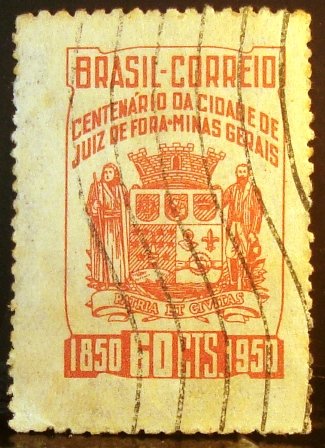 BRASIL-CORREIO
CENTENÁRIO DA CIDADE DE
JUIZ DE FORA-MINAS GERAIS
PATRIA ET CIVITAS
1850 60 CTS. 1950